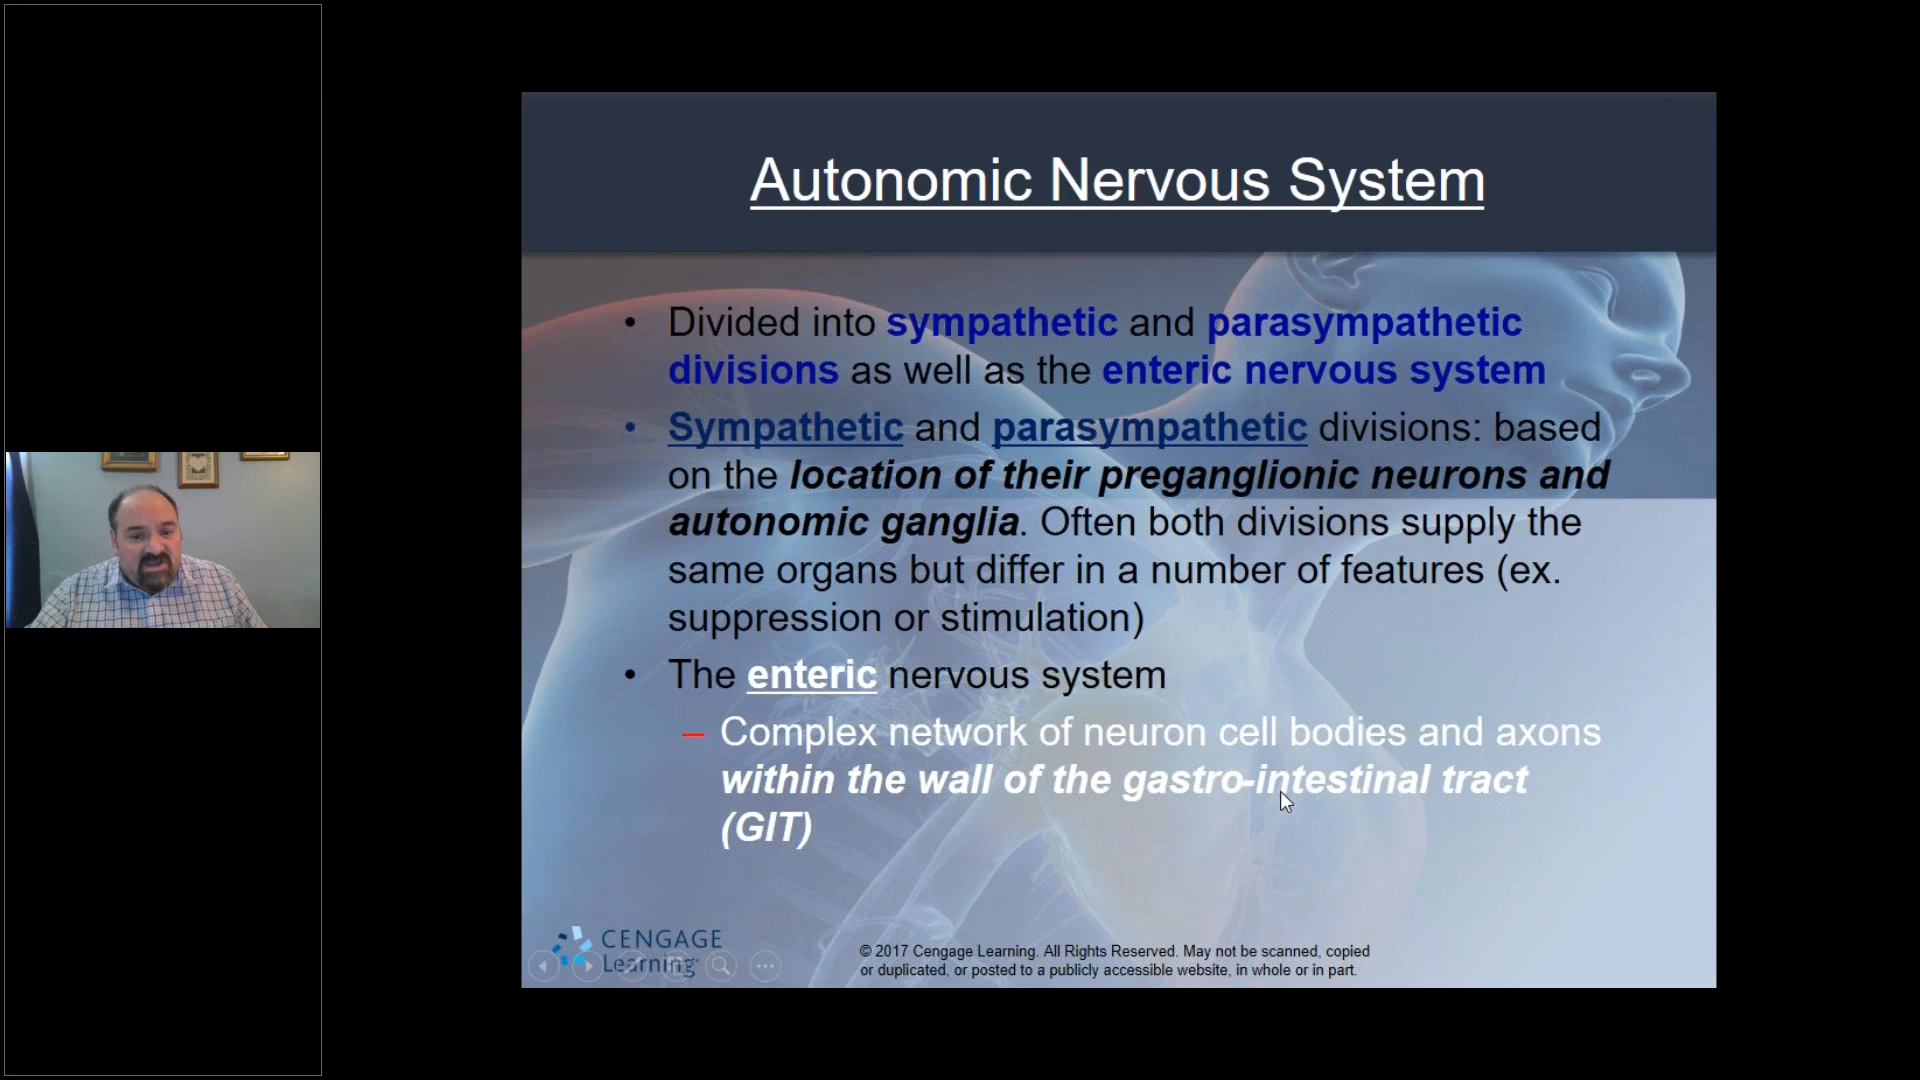 Autonomic Nervous System
• Divided into sympathetic and parasympathetic
divisions as well as the enteric nervous system
• Sympathetic and parasympathetic divisions: based
on the location of their preganglionic neurons and
autonomic ganglia. Often both divisions supply the
same organs but differ in a number of features (ex.
suppression or stimulation)
• The enteric nervous system
– Complex network of neuron cell bodies and axons
within the wall of the gastro-intestinal tract
(GIT)
CENGAGE
Learning™
© 2017 Cengage Learning. All Rights Reserved. May not be scanned, copied
or duplicated, or posted to a publicly accessible website, in whole or in part.